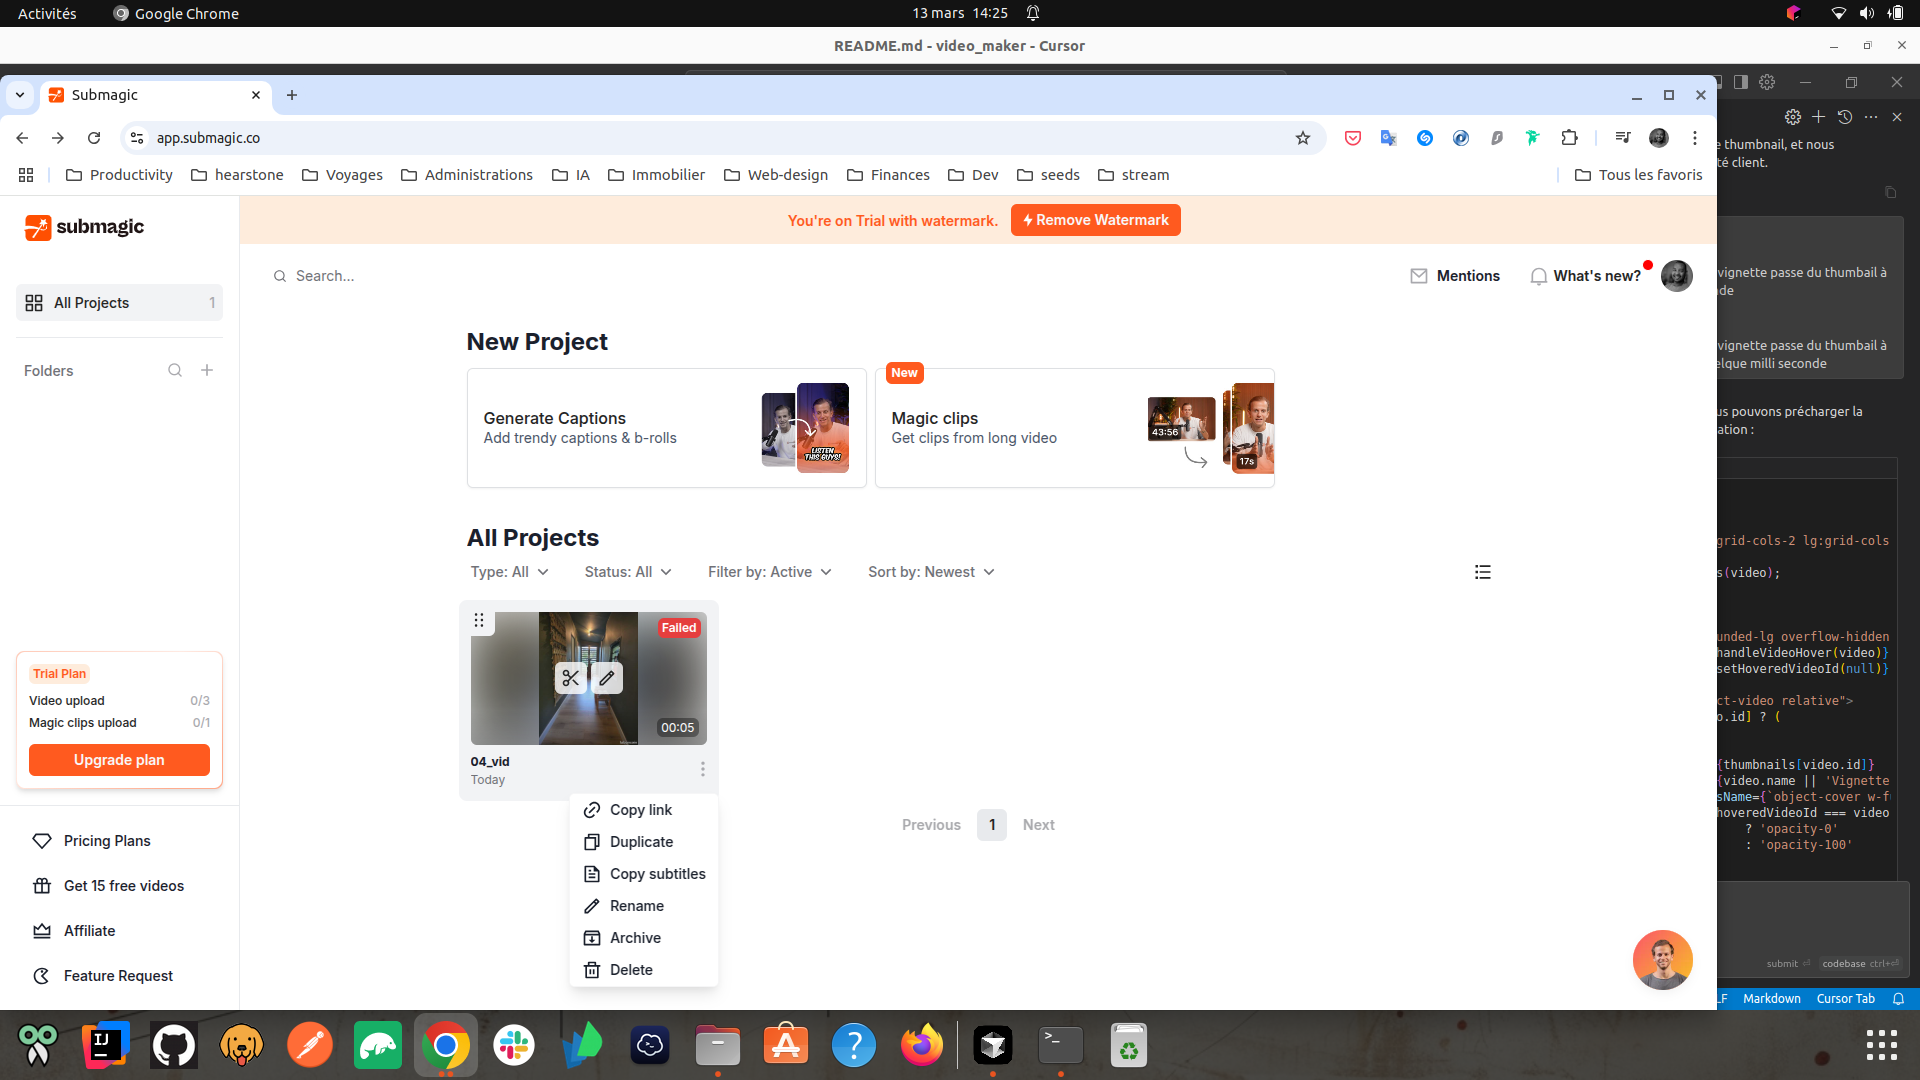 Activités
Google Chrome
13 mars 14:25
README.md - video_maker - Cursor
Submagic
app.submagic.co
Productivity
hearstone
Voyages
Administrations
IA
Immobilier
Web-design
Finances
Dev
seeds
stream
Tous les favoris
submagic
You're on Trial with watermark.
Remove Watermark
Search...
Mentions
What's new?
All Projects
1
Folders
New Project
Generate Captions
Add trendy captions & b-rolls
LISTEN
THIS GUYS!
New
Magic clips
Get clips from long video
43:56
17s
All Projects
Type: All
Status: All
Filter by: Active
Sort by: Newest
Failed
00:05
04_vid
Today
Copy link
Duplicate
Copy subtitles
Rename
Archive
Delete
Previous
1
Next
Trial Plan
Video upload
0/3
Magic clips upload
0/1
Upgrade plan
Pricing Plans
Get 15 free videos
Affiliate
Feature Request
e thumbnail, et nous
té client.
vignette passe du thumbail à
nde
vignette passe du thumbail à
elque milli seconde
us pouvons précharger la
ation :
grid-cols-2 lg:grid-cols
s(video);
unded-lg overflow-hidden
handleVideoHover(video)}
setHoveredVideoId(null)}
ct-video relative">
o.id] ? (
{thumbnails[video.id]}
{video.name || 'Vignette
sName={`object-cover w-f
hoveredVideoId === video
? 'opacity-0'
: 'opacity-100'
submit
codebase ctrl+
LF
Markdown
Cursor Tab
IJ
>_
?